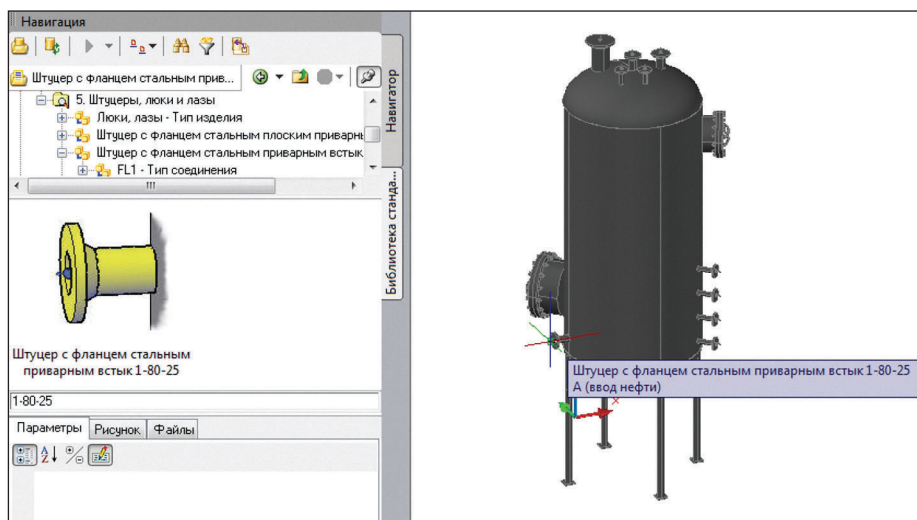 Навигация
Штуцер с фланцем стальным прив...
5. Штуцеры, люки и лазы
Люки, лазы - Тип изделия
Штуцер с фланцем стальным плоским приварнь
Штуцер с фланцем стальным приварным встык
FL1 - Тип соединения
Навигатор
Библиотека станда...
Штуцер с фланцем стальным
приварным встык 1-80-25
1-80-25
Параметры Рисунок Файлы
Штуцер с фланцем стальным приварным встык 1-80-25
А (ввод нефти)
X